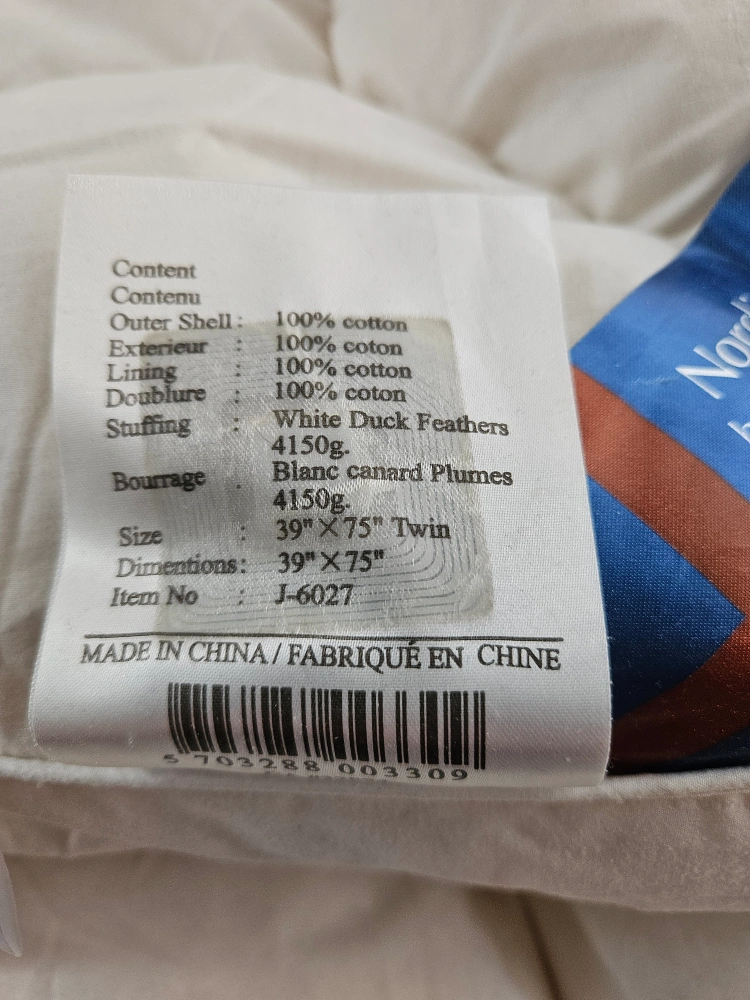 Content
Contenu
Outer Shell : 100% cotton
Exterieur : 100% coton
Lining : 100% cotton
Doublure : 100% coton
Stuffing : White Duck Feathers
4150g.
Bourrage : Blanc canard Plumes
4150g.
Size : 39"×75" Twin
Dimentions: 39"×75"
Item No : J-6027
MADE IN CHINA / FABRIQUÉ EN CHINE
5 703288 003309